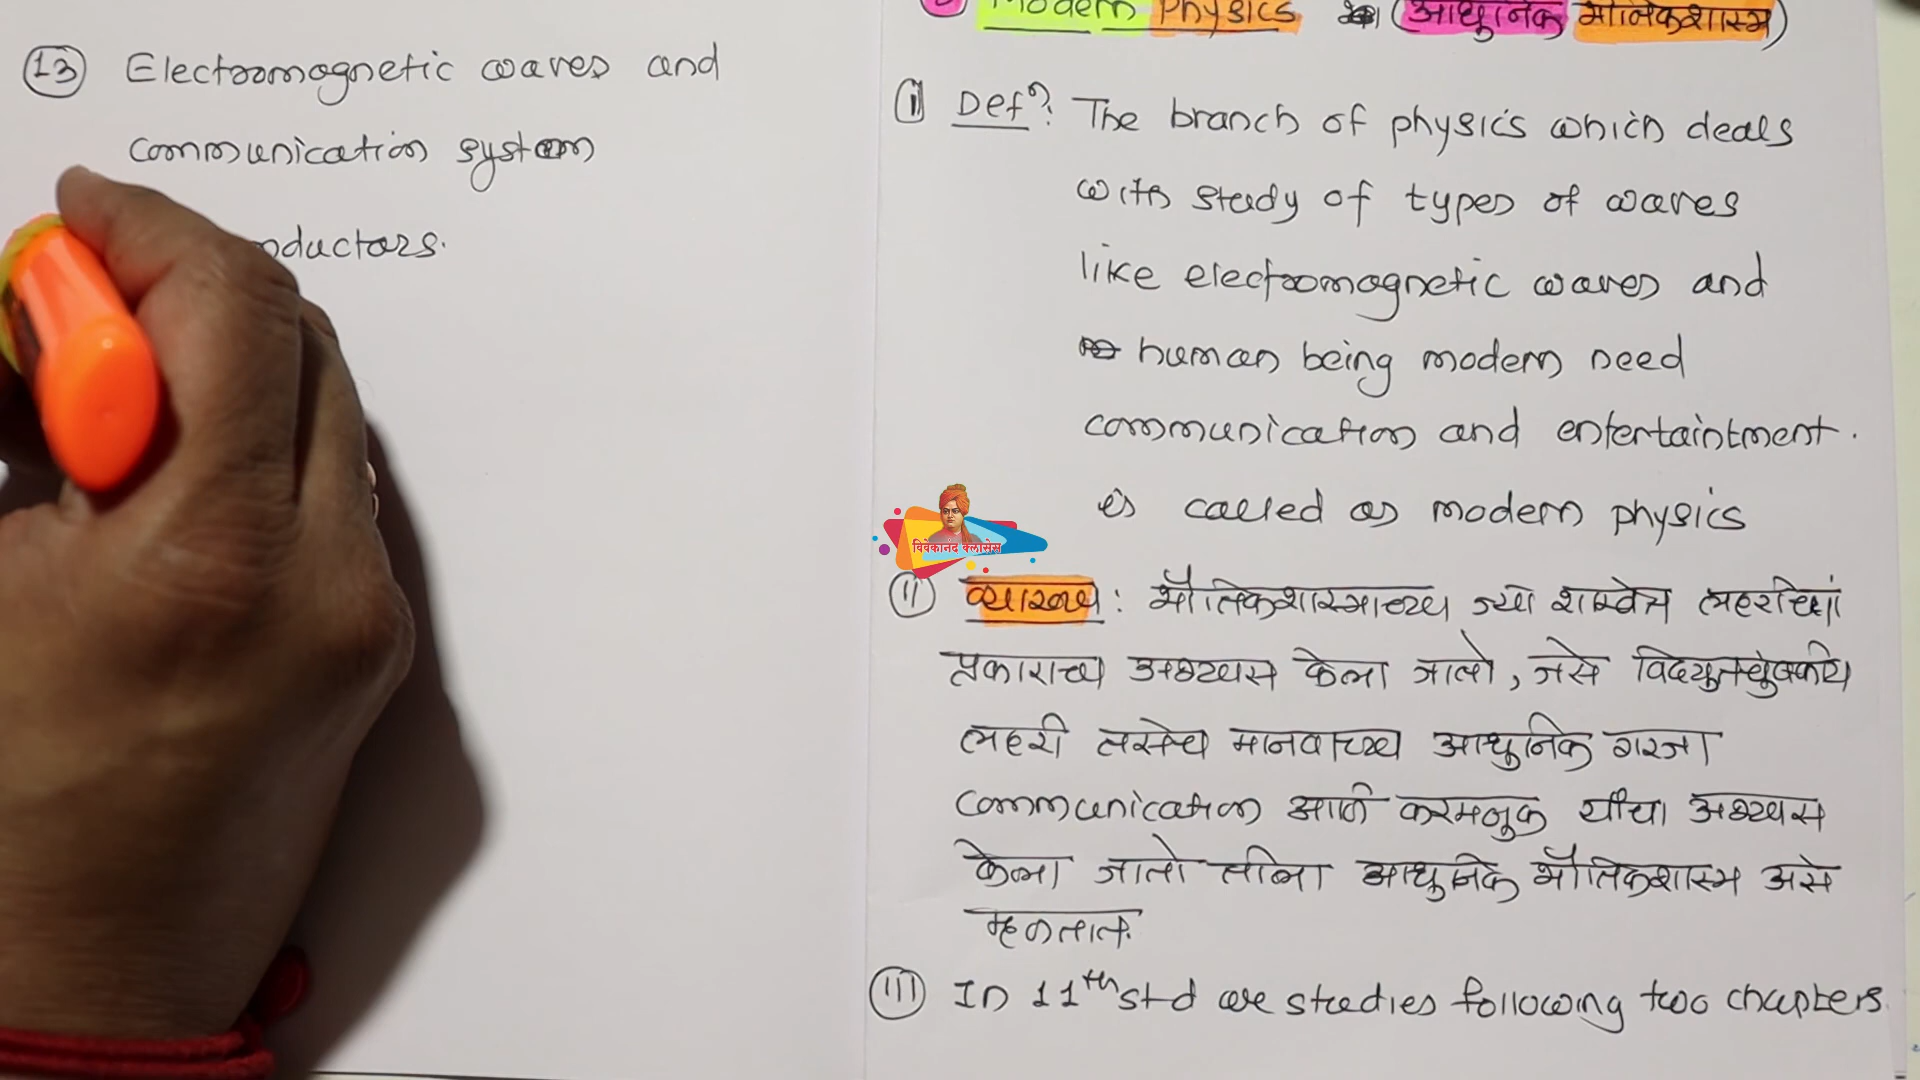 (13) Electromagnetic waves and
communication system
nductors.
Modern Physics (आधुनिक भौतिकशास्त्र)
(i) Defn: The branch of physics which deals
with study of types of waves
like electromagnetic waves and
human being modern need
communication and entertaintment.
is called as modern physics
विवेकानंद क्लासेस
(ii) व्याख्या : भौतिकशास्त्राच्या ज्या शाखेत लहरींच्या
प्रकाराचा अभ्यास केला जातो, जसे विद्युतचुंबकीय
लहरी तसेच मानवाच्या आधुनिक गरजा
communication आणि करमणुक यांचा अभ्यास
केला जातो तीला आधुनिक भौतिकशास्त्र असे
म्हणतात.
(iii) In 11th std we studies following two chapters.